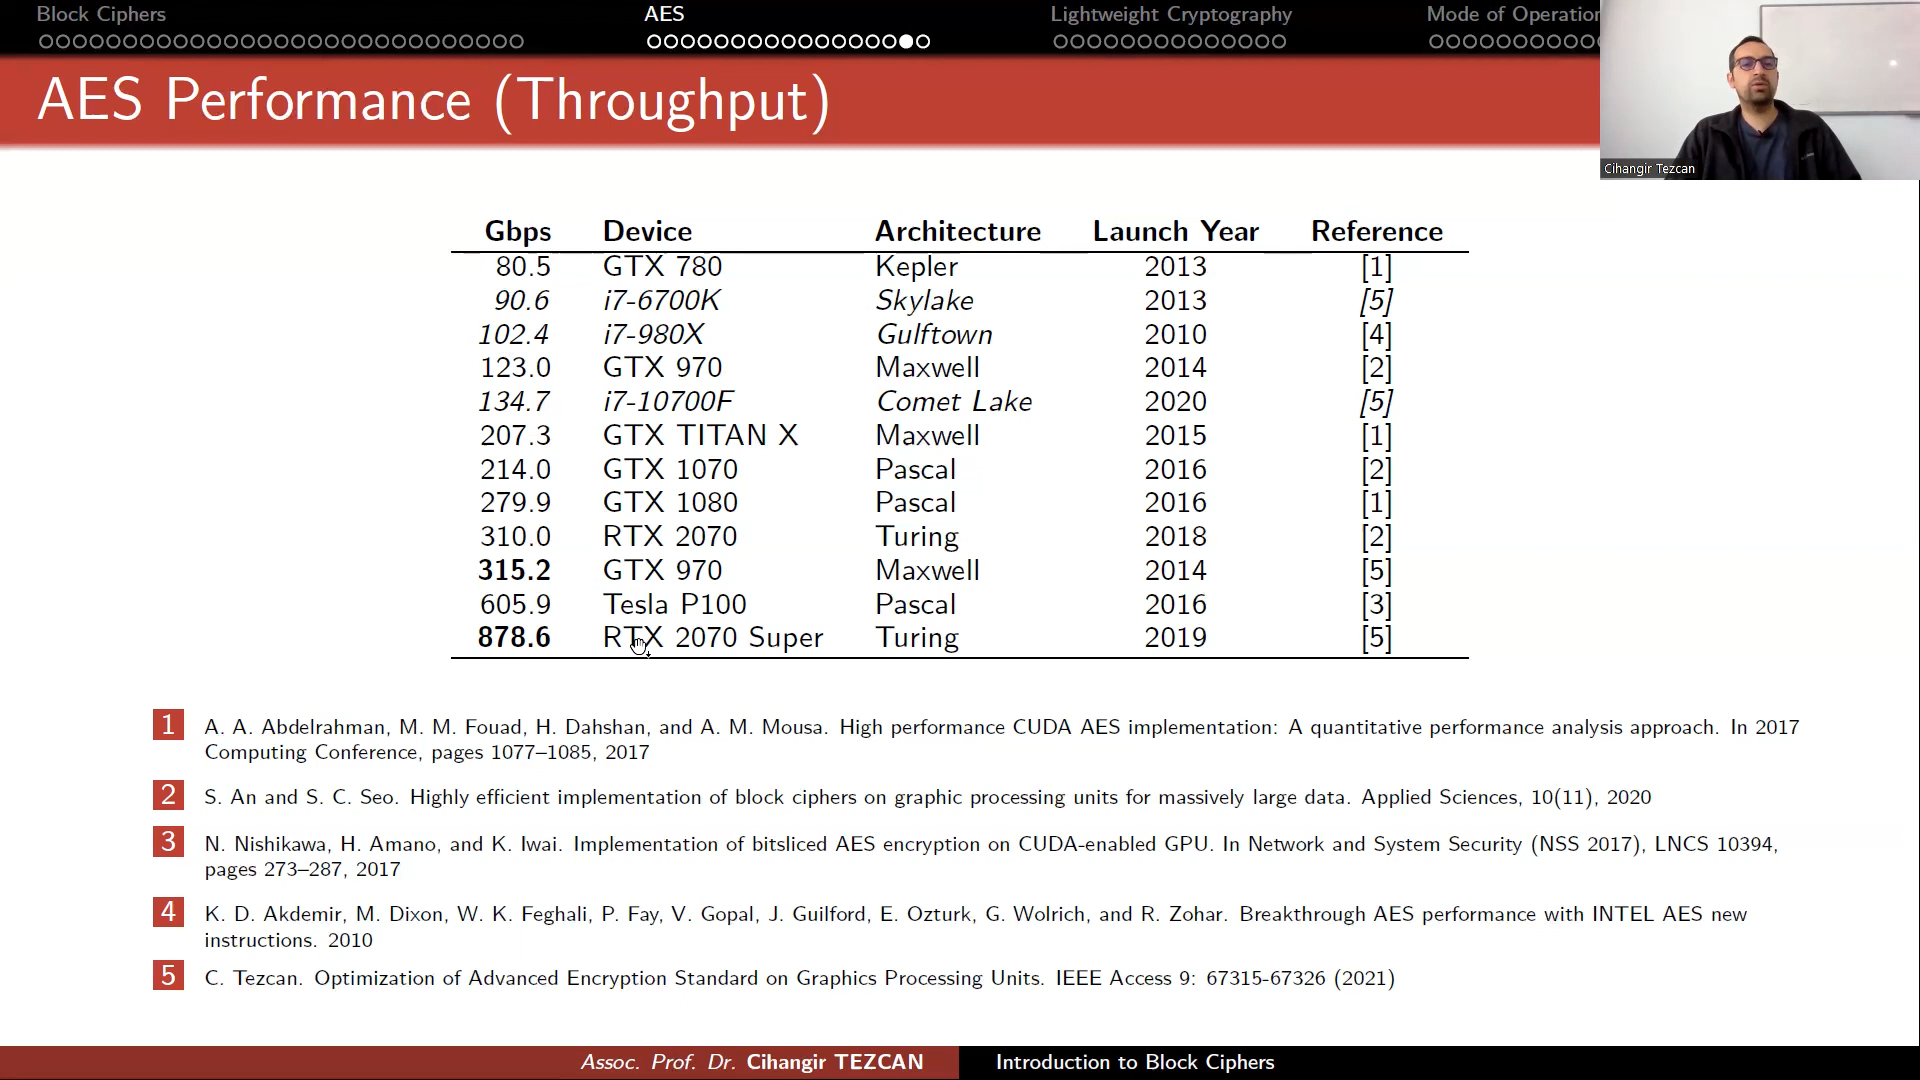 Block Ciphers AES Lightweight Cryptography Mode of Operation
AES Performance (Throughput)
Cihangir Tezcan
Gbps Device Architecture Launch Year Reference
80.5 GTX 780 Kepler 2013 [1]
90.6 i7-6700K Skylake 2013 [5]
102.4 i7-980X Gulftown 2010 [4]
123.0 GTX 970 Maxwell 2014 [2]
134.7 i7-10700F Comet Lake 2020 [5]
207.3 GTX TITAN X Maxwell 2015 [1]
214.0 GTX 1070 Pascal 2016 [2]
279.9 GTX 1080 Pascal 2016 [1]
310.0 RTX 2070 Turing 2018 [2]
315.2 GTX 970 Maxwell 2014 [5]
605.9 Tesla P100 Pascal 2016 [3]
878.6 RTX 2070 Super Turing 2019 [5]
1 A. A. Abdelrahman, M. M. Fouad, H. Dahshan, and A. M. Mousa. High performance CUDA AES implementation: A quantitative performance analysis approach. In 2017
Computing Conference, pages 1077–1085, 2017
2 S. An and S. C. Seo. Highly efficient implementation of block ciphers on graphic processing units for massively large data. Applied Sciences, 10(11), 2020
3 N. Nishikawa, H. Amano, and K. Iwai. Implementation of bitsliced AES encryption on CUDA-enabled GPU. In Network and System Security (NSS 2017), LNCS 10394,
pages 273–287, 2017
4 K. D. Akdemir, M. Dixon, W. K. Feghali, P. Fay, V. Gopal, J. Guilford, E. Ozturk, G. Wolrich, and R. Zohar. Breakthrough AES performance with INTEL AES new
instructions. 2010
5 C. Tezcan. Optimization of Advanced Encryption Standard on Graphics Processing Units. IEEE Access 9: 67315-67326 (2021)
Assoc. Prof. Dr. Cihangir TEZCAN Introduction to Block Ciphers